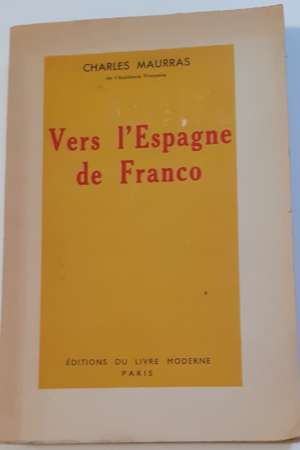 CHARLES MAURRAS
de l'Académie Française
Vers l'Espagne
de Franco
ÉDITIONS DU LIVRE MODERNE
PARIS